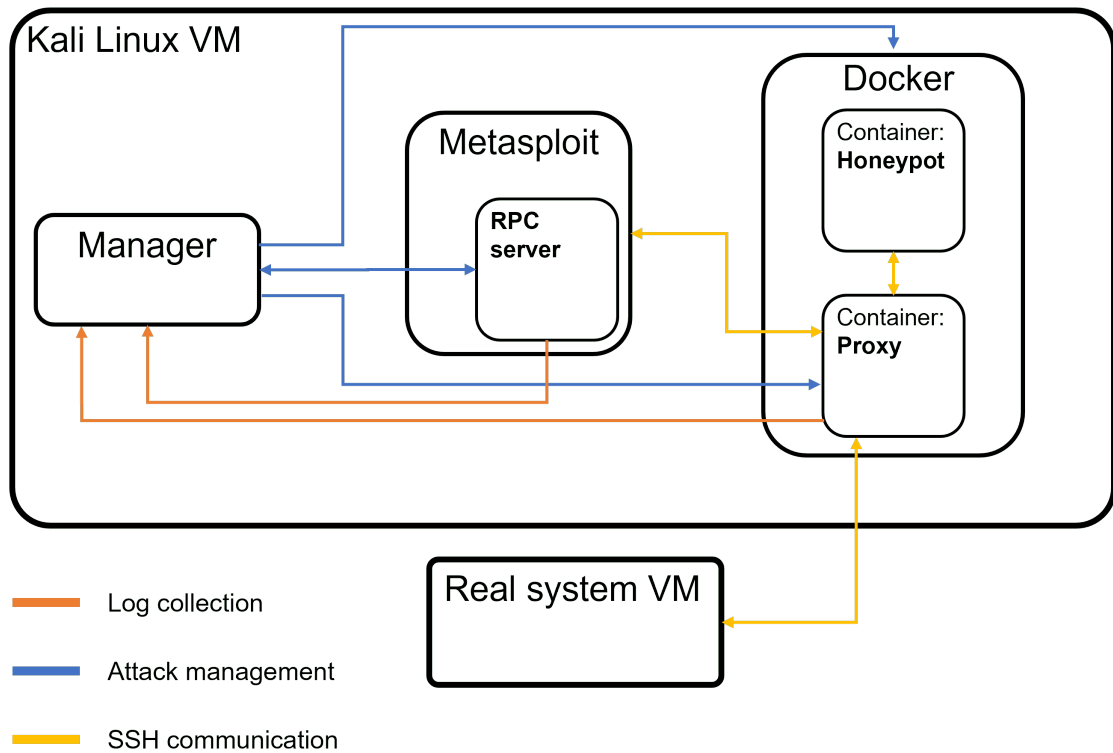 Kali Linux VM
Manager
Metasploit
RPC
server
Docker
Container:
Honeypot
Container:
Proxy
Real system VM
Log collection
Attack management
SSH communication